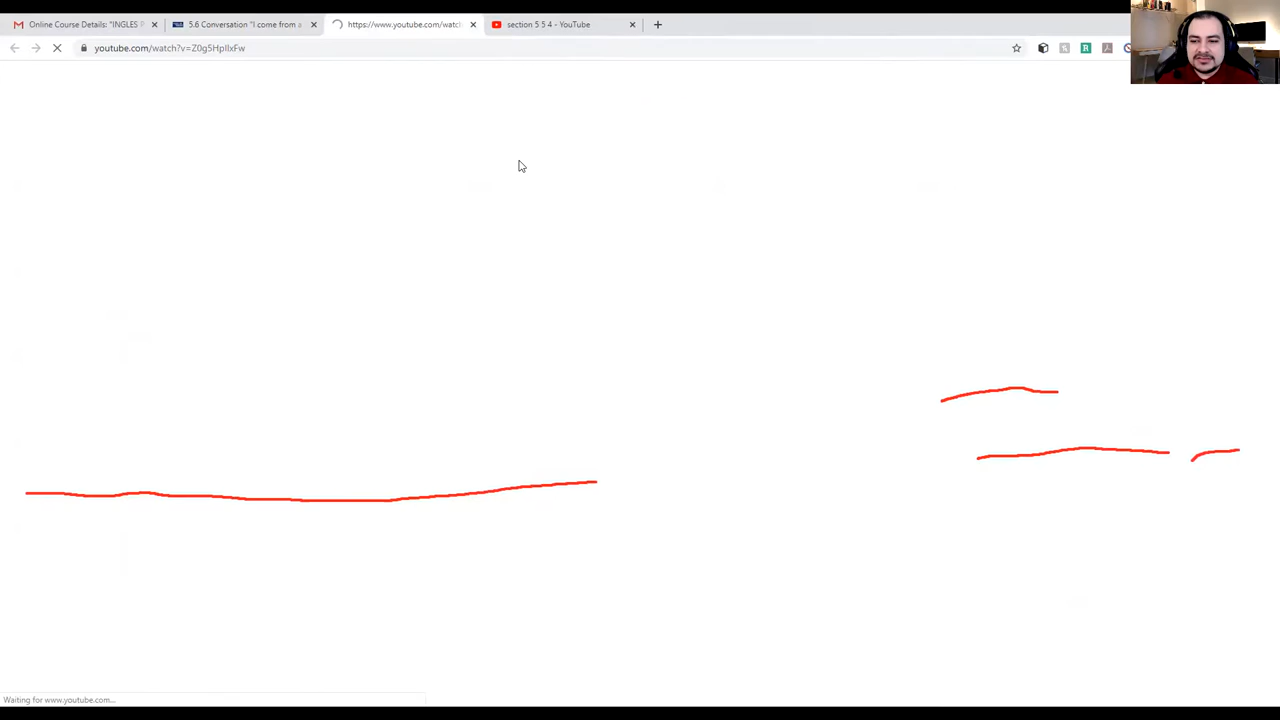 Online Course Details: "INGLES P
5.6 Conversation "I come from a
https://www.youtube.com/watc
section 5 5 4 - YouTube
youtube.com/watch?v=Z0g5HpIlxFw
Waiting for www.youtube.com...